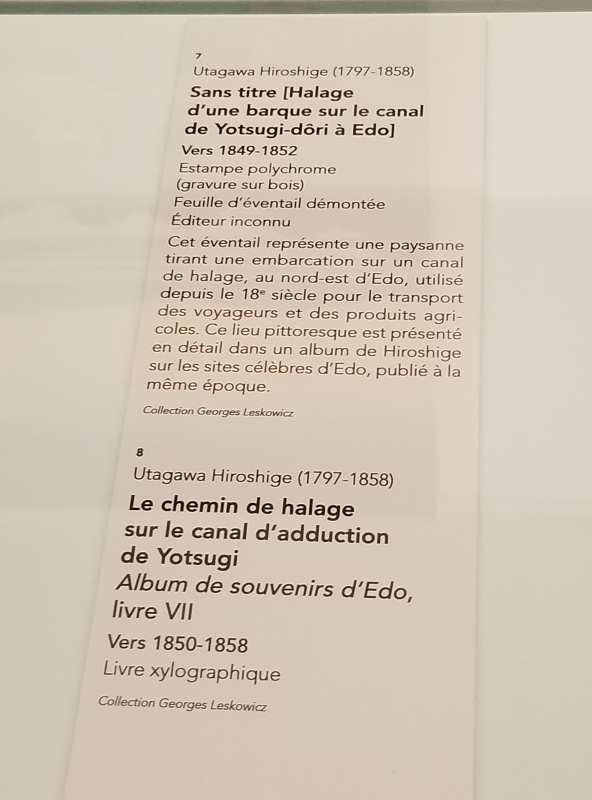 7
Utagawa Hiroshige (1797-1858)
Sans titre [Halage
d'une barque sur le canal
de Yotsugi-dôri à Edo]
Vers 1849-1852
Estampe polychrome
(gravure sur bois)
Feuille d'éventail démontée
Éditeur inconnu
Cet éventail représente une paysanne
tirant une embarcation sur un canal
de halage, au nord-est d'Edo, utilisé
depuis le 18e siècle pour le transport
des voyageurs et des produits agri-
coles. Ce lieu pittoresque est présenté
en détail dans un album de Hiroshige
sur les sites célèbres d'Edo, publié à la
même époque.
Collection Georges Leskowicz
8
Utagawa Hiroshige (1797-1858)
Le chemin de halage
sur le canal d'adduction
de Yotsugi
Album de souvenirs d'Edo,
livre VII
Vers 1850-1858
Livre xylographique
Collection Georges Leskowicz